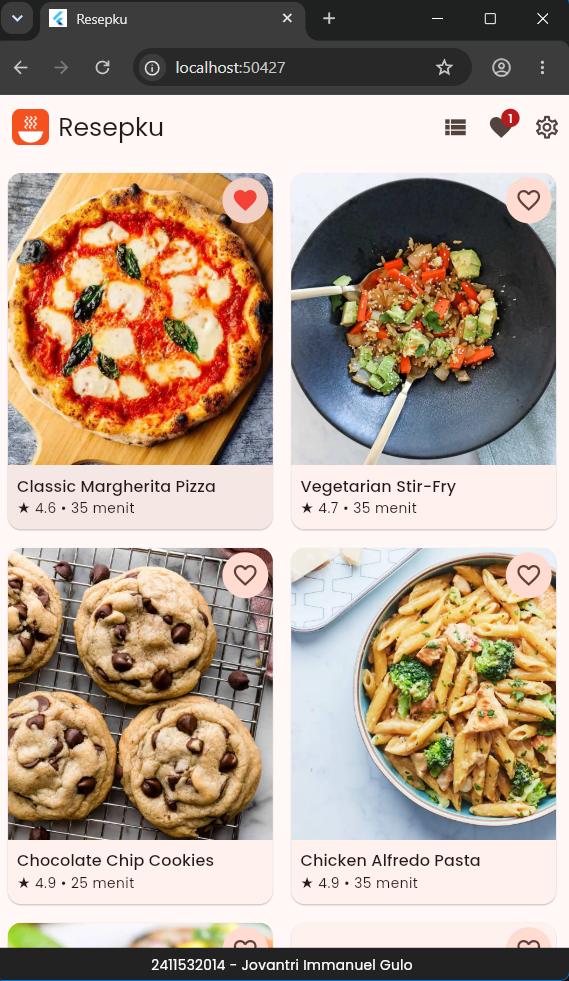 Resepku
localhost:50427
Resepku
1
Classic Margherita Pizza
★ 4.6 • 35 menit
Vegetarian Stir-Fry
★ 4.7 • 35 menit
Chocolate Chip Cookies
★ 4.9 • 25 menit
Chicken Alfredo Pasta
★ 4.9 • 35 menit
2411532014 - Jovantri Immanuel Gulo